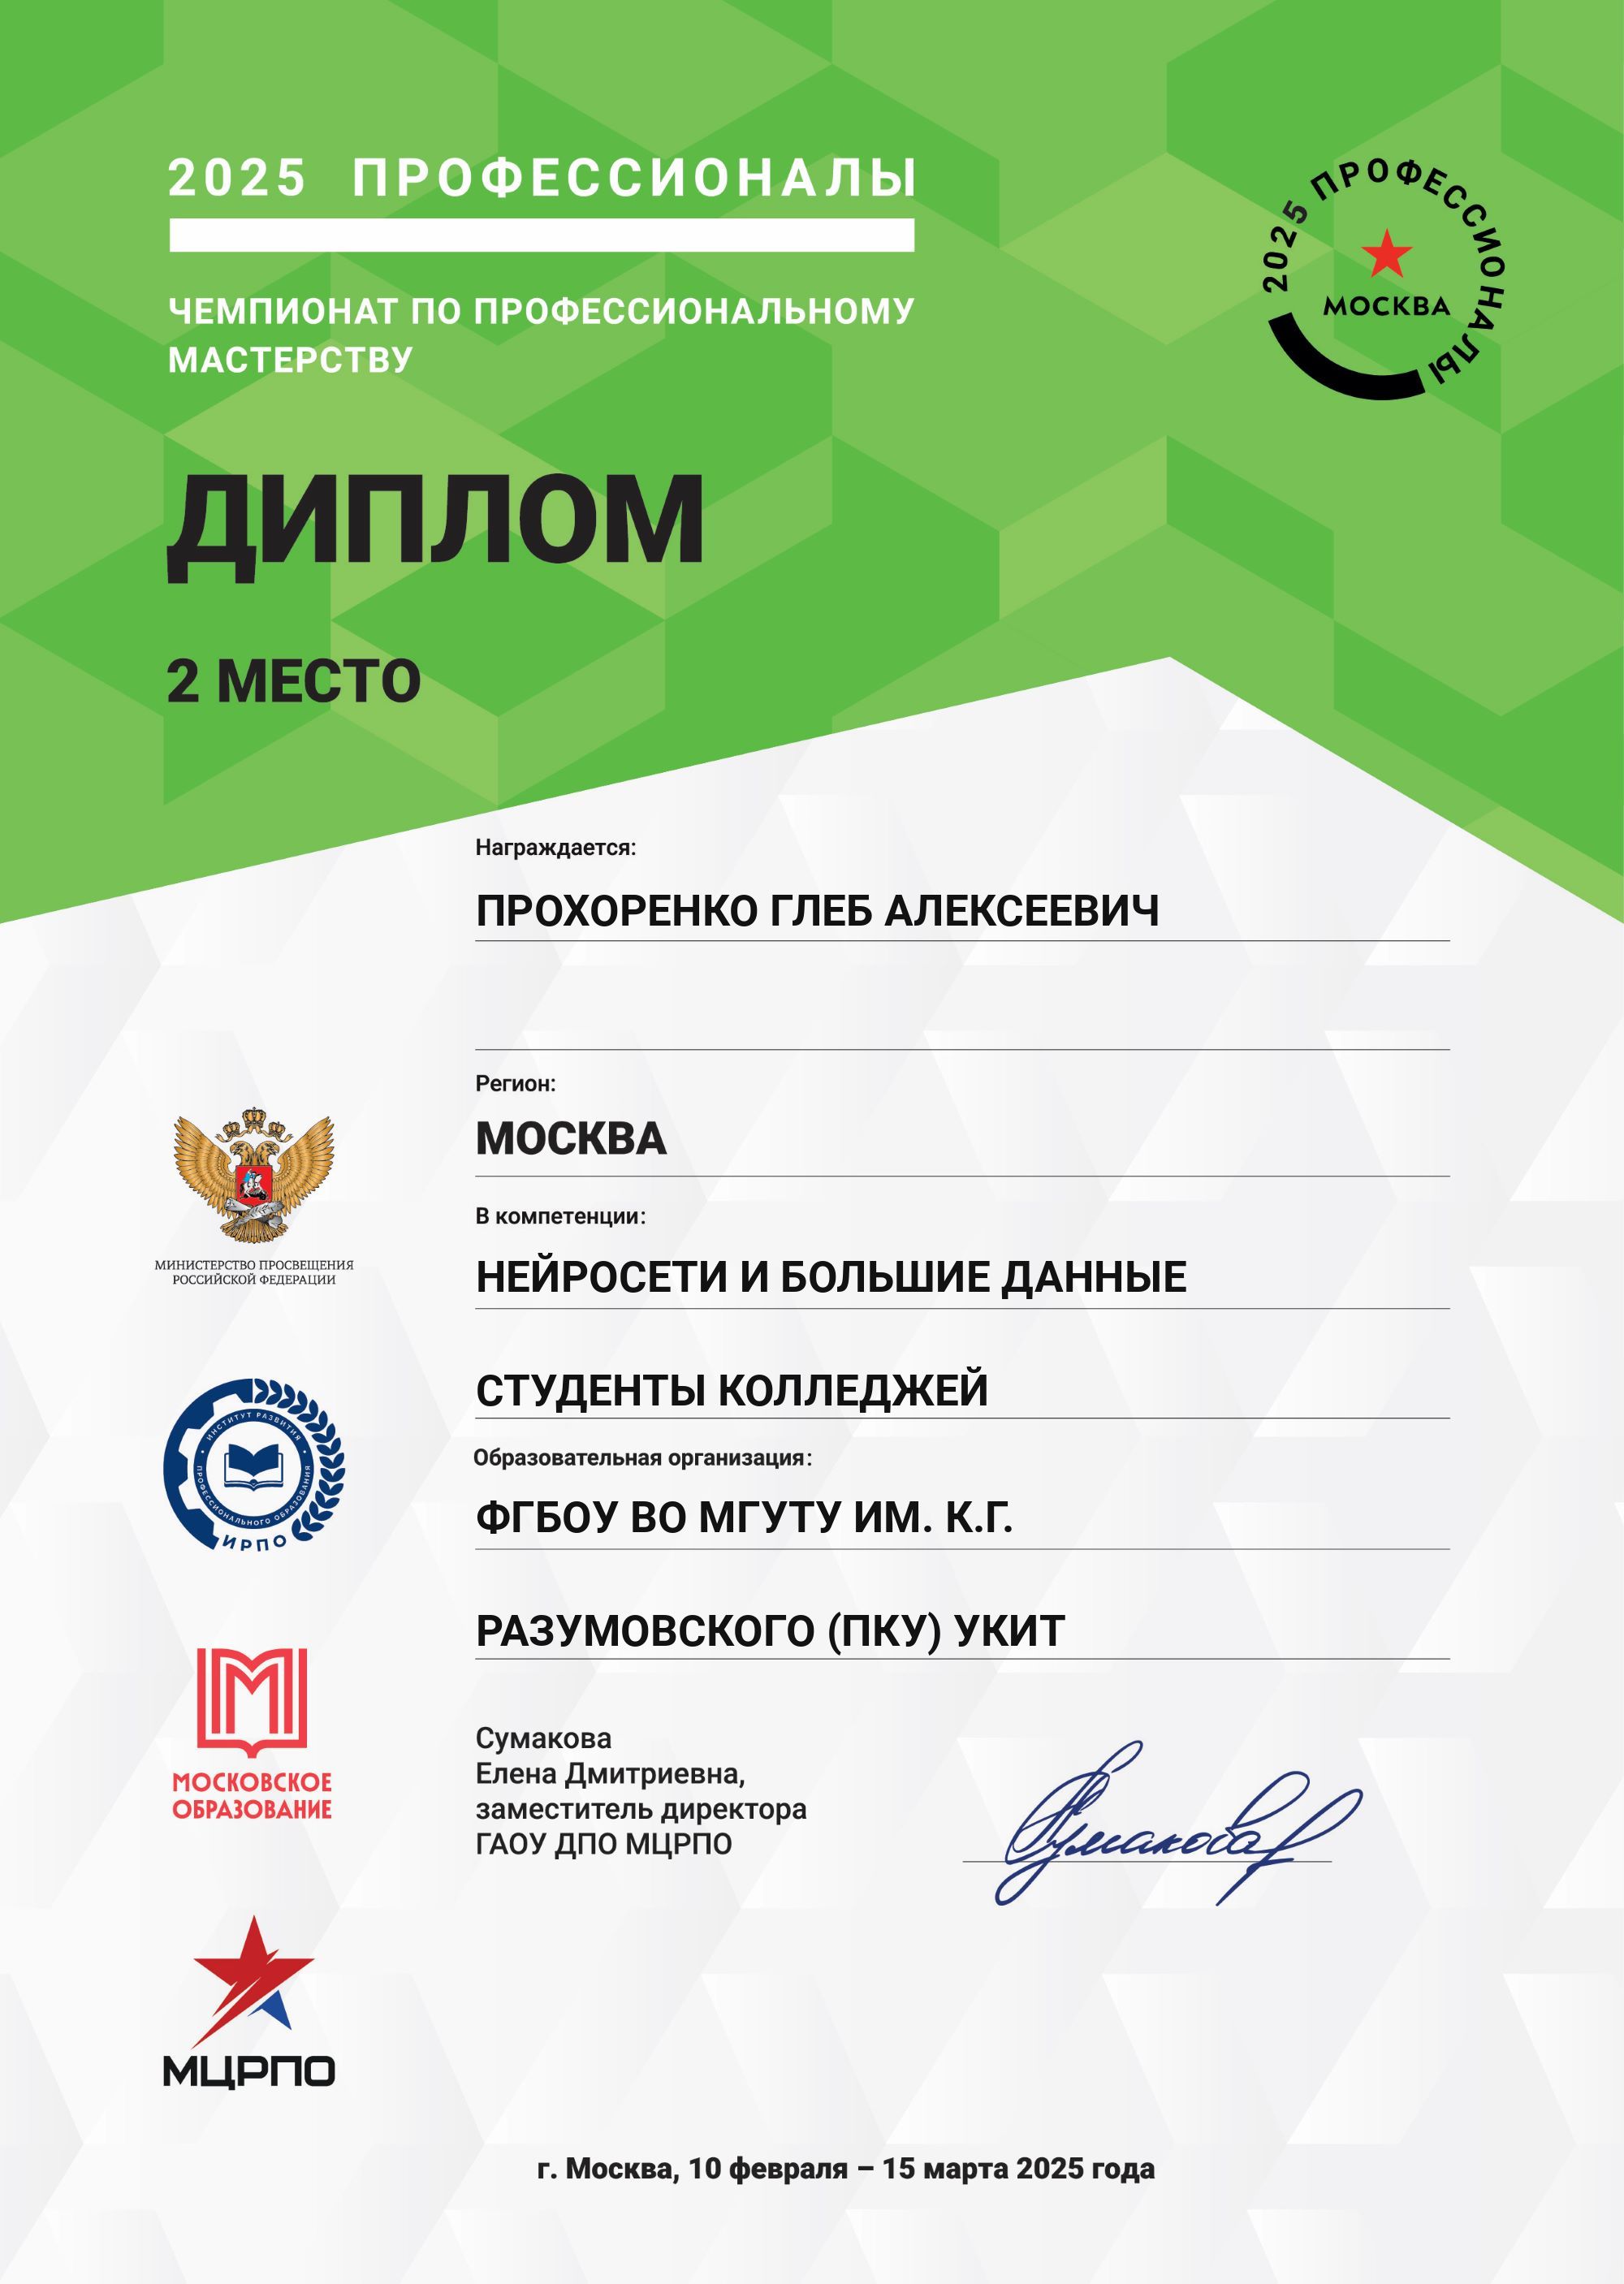 2025 ПРОФЕССИОНАЛЫ
ЧЕМПИОНАТ ПО ПРОФЕССИОНАЛЬНОМУ
МАСТЕРСТВУ
2025 ПРОФЕССИОНАЛЫ
МОСКВА
ДИПЛОМ
2 МЕСТО
Награждается:
ПРОХОРЕНКО ГЛЕБ АЛЕКСЕЕВИЧ
Регион:
МОСКВА
МИНИСТЕРСТВО ПРОСВЕЩЕНИЯ
РОССИЙСКОЙ ФЕДЕРАЦИИ
В компетенции:
НЕЙРОСЕТИ И БОЛЬШИЕ ДАННЫЕ
СТУДЕНТЫ КОЛЛЕДЖЕЙ
ИНСТИТУТ РАЗВИТИЯ
ПРОФЕССИОНАЛЬНОГО ОБРАЗОВАНИЯ
ИРПО
Образовательная организация:
ФГБОУ ВО МГУТУ ИМ. К.Г.
РАЗУМОВСКОГО (ПКУ) УКИТ
МОСКОВСКОЕ
ОБРАЗОВАНИЕ
Сумакова
Елена Дмитриевна,
заместитель директора
ГАОУ ДПО МЦРПО
Сумакова
МЦРПО
г. Москва, 10 февраля – 15 марта 2025 года